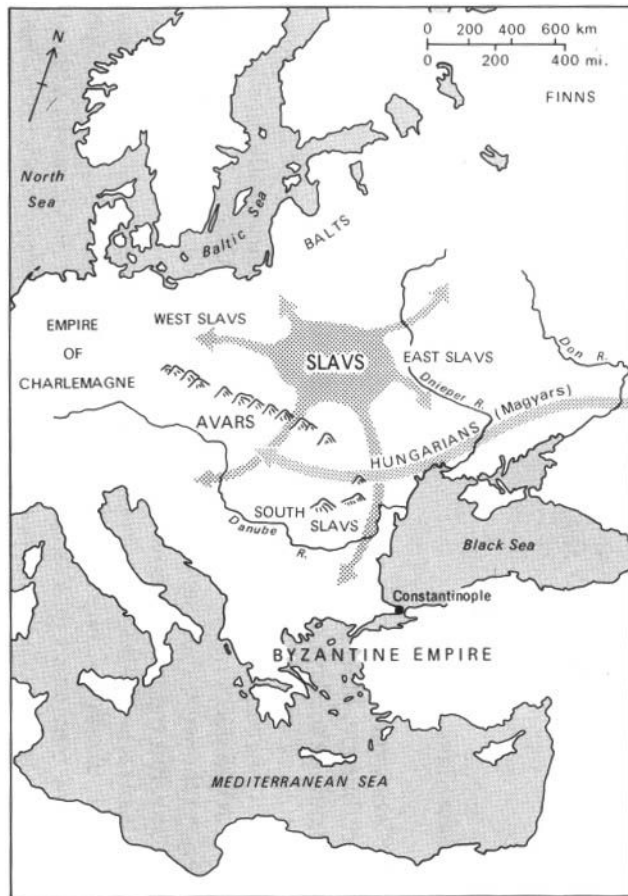 N
0 200 400 600 km
0 200 400 mi.
FINNS
North
Sea
Baltic Sea
BALTS
WEST SLAVS
EMPIRE
OF
CHARLEMAGNE
SLAVS
EAST SLAVS
Don R.
Dnieper R.
AVARS
HUNGARIANS (Magyars)
SOUTH
SLAVS
Danube
R.
Black Sea
Constantinople
BYZANTINE EMPIRE
MEDITERRANEAN SEA